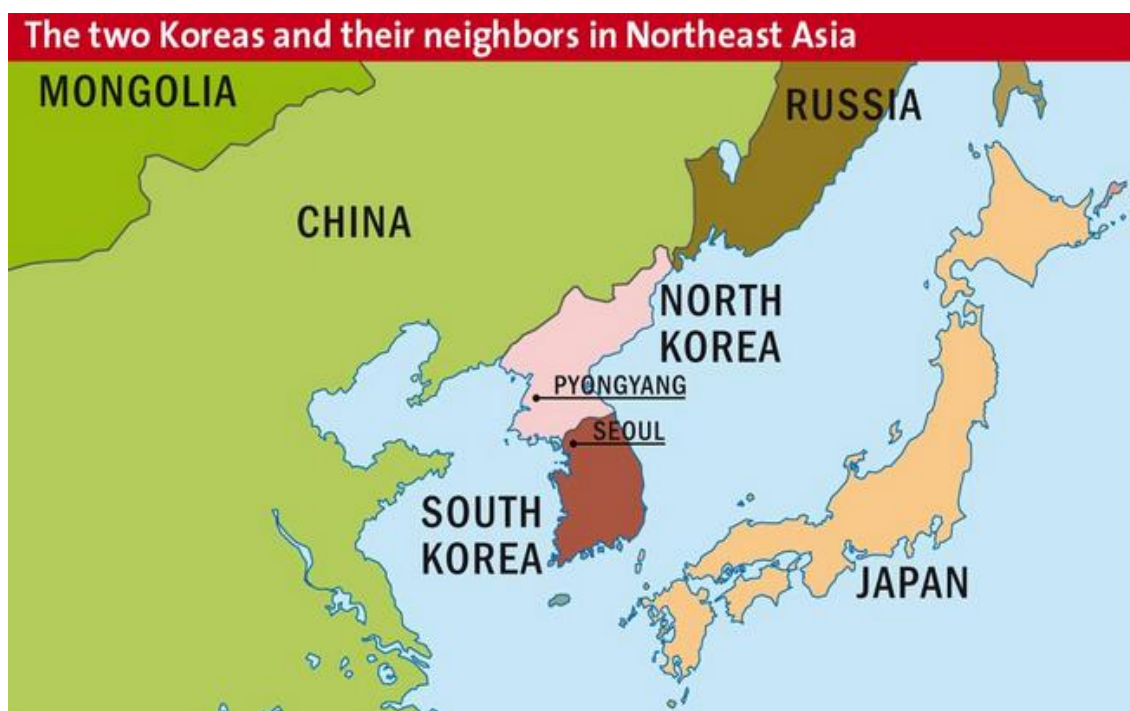 The two Koreas and their neighbors in Northeast Asia
MONGOLIA
RUSSIA
CHINA
NORTH
KOREA
PYONGYANG
SEOUL
SOUTH
KOREA
JAPAN